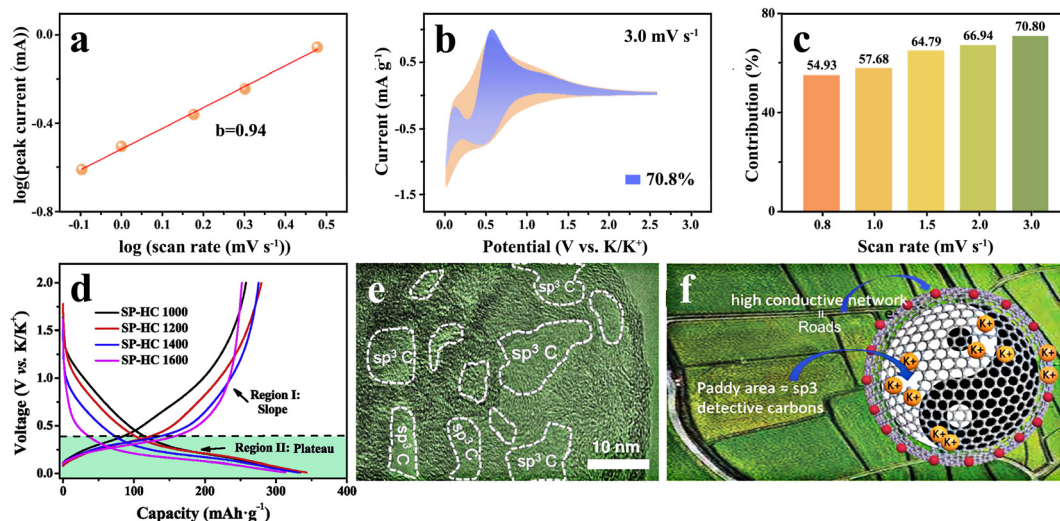 a
log(peak current (mA))
0.0
-0.4
-0.8
b=0.94
-0.1 0.0 0.1 0.2 0.3 0.4 0.5
log (scan rate (mV s⁻¹))
b
3.0 mV s⁻¹
Current (mA g⁻¹)
1.0
0.5
0.0
-0.5
-1.5
70.8%
0.0 0.5 1.0 1.5 2.0 2.5 3.0
Potential (V vs. K/K⁺)
c
Contribution (%)
80
60
40
20
0
54.93
57.68
64.79
66.94
70.80
0.8 1.0 1.5 2.0 3.0
Scan rate (mV s⁻¹)
d
Voltage (V vs. K/K⁺)
2.0
1.5
1.0
0.5
0.0
SP-HC 1000
SP-HC 1200
SP-HC 1400
SP-HC 1600
Region I:
Slope
Region II: Plateau
0 100 200 300 400
Capacity (mAh·g⁻¹)
e
sp³ C
sp³ C
sp³ C
sp³ C
sp³ C
sp³ C
10 nm
f
high conductive network
=
Roads
e
Paddy area = sp3
detective carbons
K+
K+
K+
K+
K+
K+
K+
K+